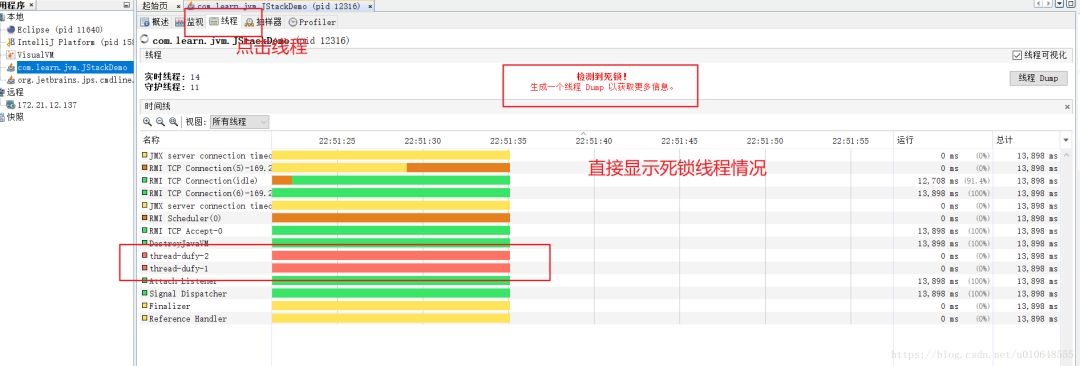 用程序 ×
本地
Eclipse (pid 11640)
IntelliJ Platform (pid 158
VisualVM
com.learn.jvm.JStackDemo
org.jetbrains.jps.cmdline.
远程
172.21.12.137
快照
起始页 × com.learn.jvm.JStackDemo (pid 12316) ×
概述 监视 线程 抽样器 Profiler
com.learn.jvm.JStackDemo (pid 12316)
点击线程
线程 线程可视化
实时线程: 14
守护线程: 11
检测到死锁!
生成一个线程 Dump 以获取更多信息。
线程 Dump
时间线 ×
视图: 所有线程
名称 22:51:25 22:51:30 22:51:35 22:51:40 22:51:45 22:51:50 22:51:55 运行 总计
直接显示死锁线程情况
JMX server connection timeo 0 ms (0%) 13,898 ms
RMI TCP Connection(5)-169.2 0 ms (0%) 13,898 ms
RMI TCP Connection(idle) 12,708 ms (91.4%) 13,898 ms
RMI TCP Connection(6)-169.2 13,898 ms (100%) 13,898 ms
JMX server connection timeo 0 ms (0%) 13,898 ms
RMI Scheduler(0) 0 ms (0%) 13,898 ms
RMI TCP Accept-0 13,898 ms (100%) 13,898 ms
DestroyJavaVM 13,898 ms (100%) 13,898 ms
thread-dufy-2 0 ms (0%) 13,898 ms
thread-dufy-1 0 ms (0%) 13,898 ms
Attach Listener 13,898 ms (100%) 13,898 ms
Signal Dispatcher 13,898 ms (100%) 13,898 ms
Finalizer 0 ms (0%) 13,898 ms
Reference Handler 0 ms (0%) 13,898 ms
https://blog.csdn.net/u010648555